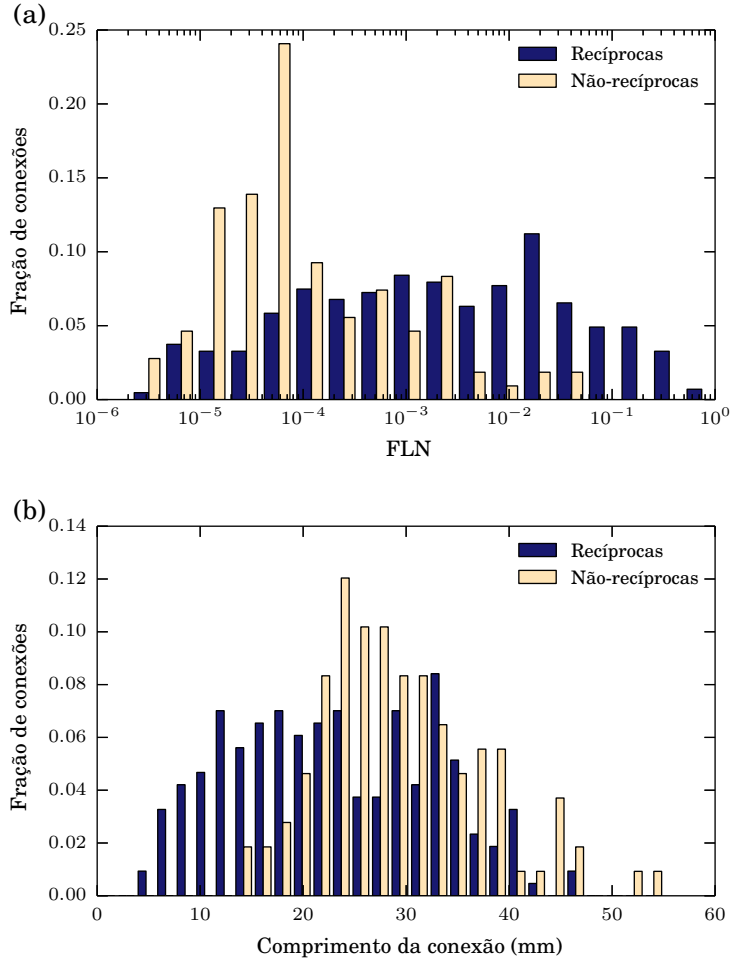 (a)
0.25
0.20
0.15
0.10
0.05
0.00
Fração de conexões
Recíprocas
Não-recíprocas
10⁻⁶ 10⁻⁵ 10⁻⁴ 10⁻³ 10⁻² 10⁻¹ 10⁰
FLN
(b)
0.14
0.12
0.10
0.08
0.06
0.04
0.02
0.00
Fração de conexões
Recíprocas
Não-recíprocas
0 10 20 30 40 50 60
Comprimento da conexão (mm)